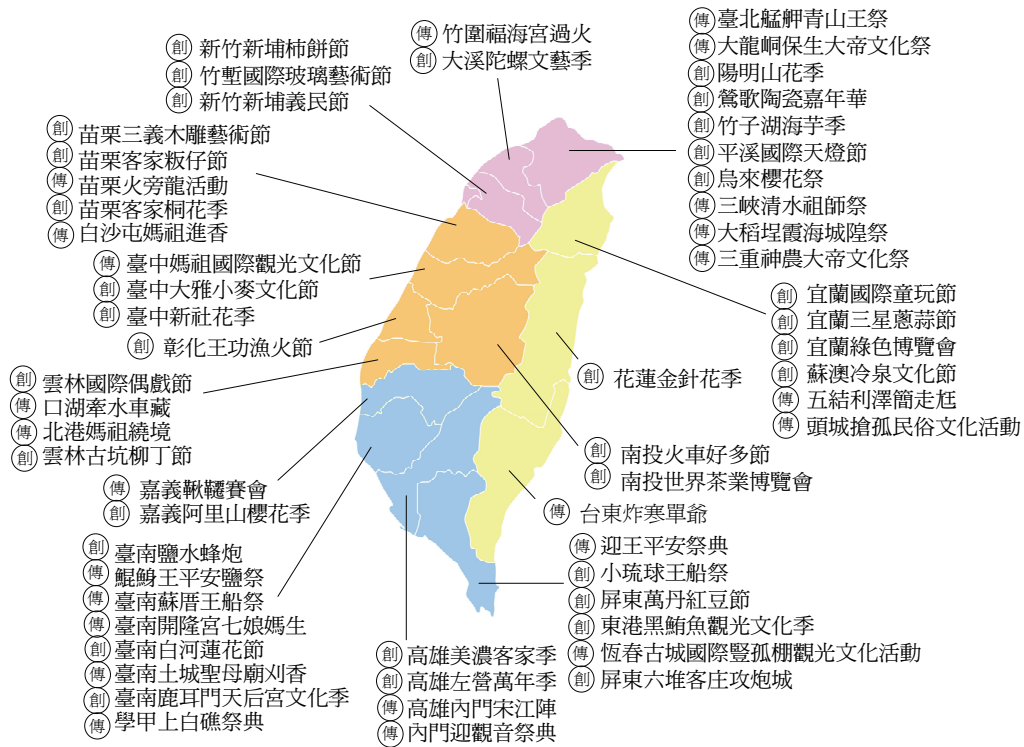 創 新竹新埔柿餅節
創 竹塹國際玻璃藝術節
創 新竹新埔義民節
傳 竹圍福海宮過火
創 大溪陀螺文藝季
傳 臺北艋舺青山王祭
傳 大龍峒保生大帝文化祭
創 陽明山花季
創 鶯歌陶瓷嘉年華
創 竹子湖海芋季
創 平溪國際天燈節
創 烏來櫻花祭
傳 三峽清水祖師祭
傳 大稻埕霞海城隍祭
傳 三重神農大帝文化祭
創 苗栗三義木雕藝術節
創 苗栗客家粄仔節
傳 苗栗火旁龍活動
創 苗栗客家桐花季
傳 白沙屯媽祖進香
傳 臺中媽祖國際觀光文化節
創 臺中大雅小麥文化節
創 臺中新社花季
創 彰化王功漁火節
創 雲林國際偶戲節
傳 口湖牽水車藏
傳 北港媽祖繞境
創 雲林古坑柳丁節
傳 嘉義鞦韆賽會
創 嘉義阿里山櫻花季
創 臺南鹽水蜂炮
傳 鯤鯓王平安鹽祭
傳 臺南蘇厝王船祭
傳 臺南開隆宮七娘媽生
創 臺南白河蓮花節
傳 臺南土城聖母廟刈香
創 臺南鹿耳門天后宮文化季
傳 學甲上白礁祭典
創 宜蘭國際童玩節
創 宜蘭三星蔥蒜節
創 宜蘭綠色博覽會
創 蘇澳冷泉文化節
傳 五結利澤簡走尪
傳 頭城搶孤民俗文化活動
創 花蓮金針花季
創 南投火車好多節
創 南投世界茶業博覽會
傳 台東炸寒單爺
傳 迎王平安祭典
創 小琉球王船祭
創 屏東萬丹紅豆節
創 東港黑鮪魚觀光文化季
傳 恆春古城國際豎孤棚觀光文化活動
創 屏東六堆客庄攻炮城
創 高雄美濃客家季
創 高雄左營萬年季
傳 高雄內門宋江陣
傳 內門迎觀音祭典